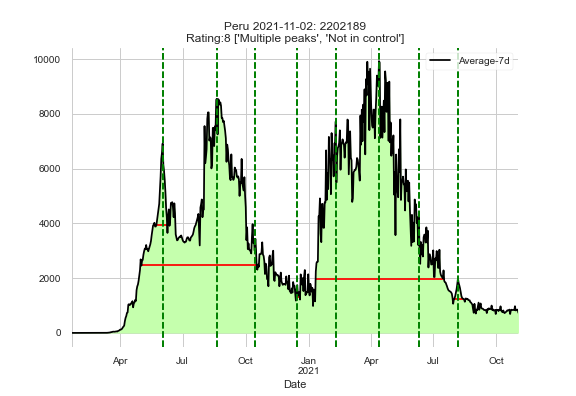 Peru 2021-11-02: 2202189
Rating:8 ['Multiple peaks', 'Not in control']
Average-7d
10000
8000
6000
4000
2000
0
Apr
Jul
Oct
Jan
2021
Apr
Jul
Oct
Date